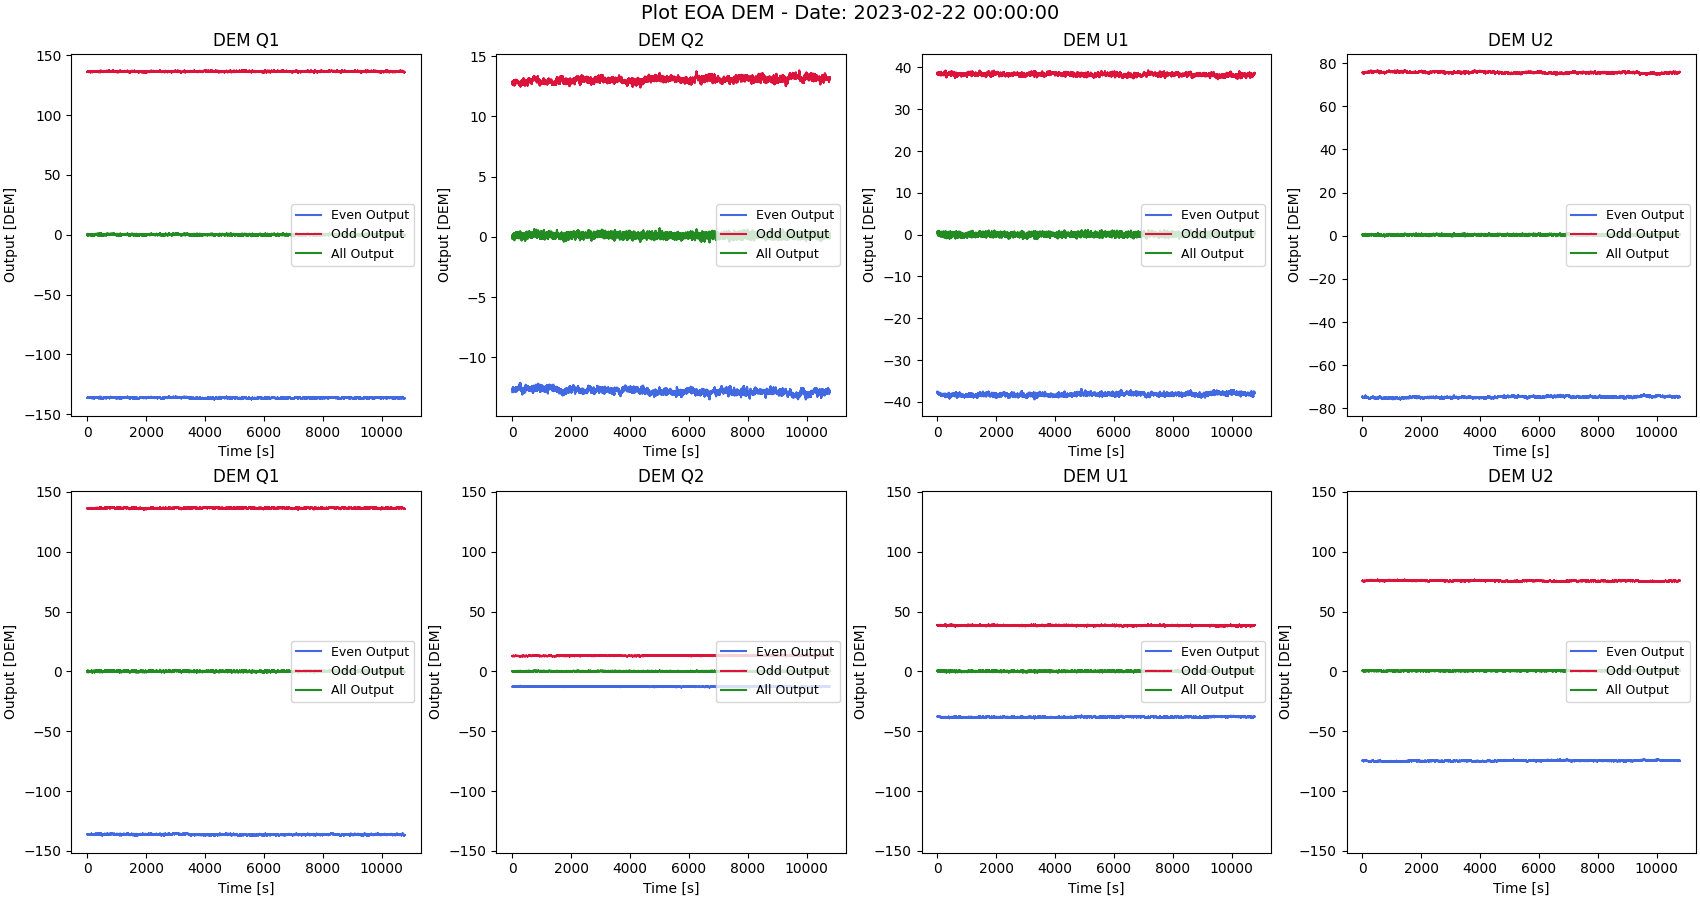 Plot EOA DEM - Date: 2023-02-22 00:00:00
DEM Q1
DEM Q2
DEM U1
DEM U2
Output [DEM]
150
100
50
0
−50
−100
−150
Even Output
Odd Output
All Output
0 2000 4000 6000 8000 10000
Time [s]
Output [DEM]
15
10
5
0
−5
−10
Even Output
Odd Output
All Output
0 2000 4000 6000 8000 10000
Time [s]
Output [DEM]
40
30
20
10
0
−10
−20
−30
−40
Even Output
Odd Output
All Output
0 2000 4000 6000 8000 10000
Time [s]
Output [DEM]
80
60
40
20
0
−20
−40
−60
−80
Even Output
Odd Output
All Output
0 2000 4000 6000 8000 10000
Time [s]
DEM Q1
DEM Q2
DEM U1
DEM U2
Output [DEM]
150
100
50
0
−50
−100
−150
Even Output
Odd Output
All Output
0 2000 4000 6000 8000 10000
Time [s]
Output [DEM]
150
100
50
0
−50
−100
−150
Even Output
Odd Output
All Output
0 2000 4000 6000 8000 10000
Time [s]
Output [DEM]
150
100
50
0
−50
−100
−150
Even Output
Odd Output
All Output
0 2000 4000 6000 8000 10000
Time [s]
Output [DEM]
150
100
50
0
−50
−100
−150
Even Output
Odd Output
All Output
0 2000 4000 6000 8000 10000
Time [s]